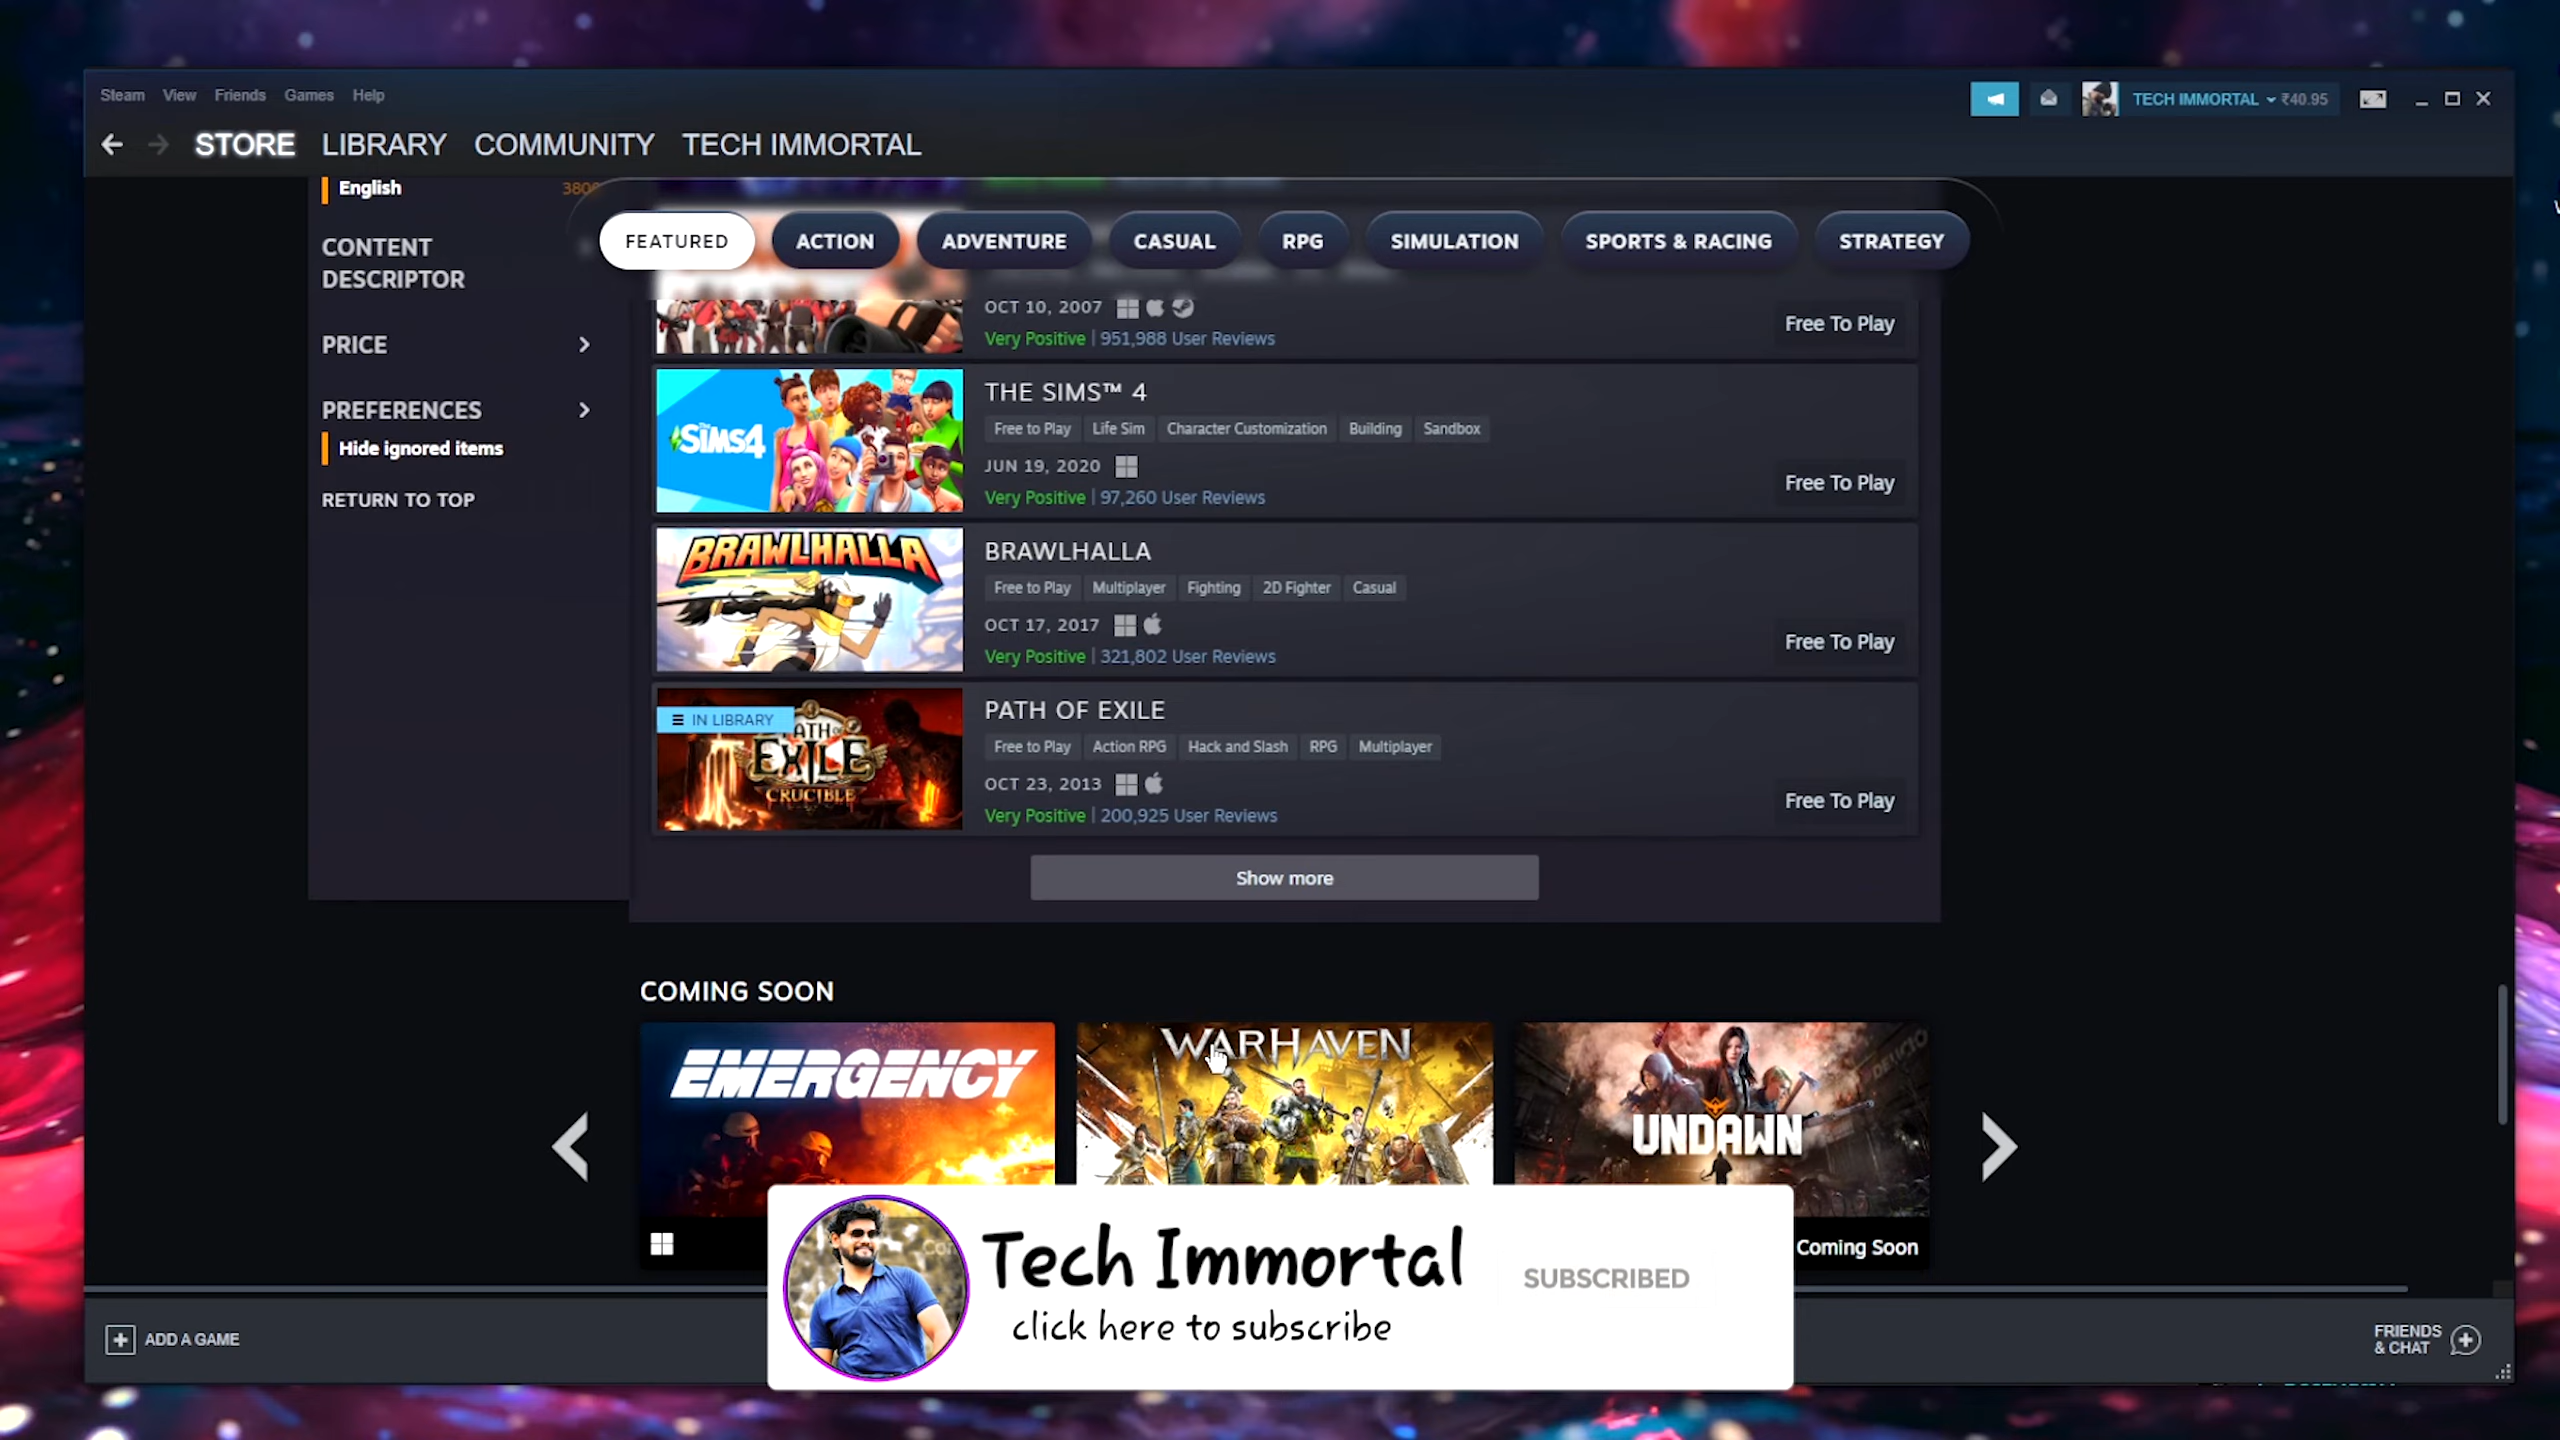 Steam View Friends Games Help
TECH IMMORTAL ₹40.95
STORE LIBRARY COMMUNITY TECH IMMORTAL
English
FEATURED ACTION ADVENTURE CASUAL RPG SIMULATION SPORTS & RACING STRATEGY
CONTENT
DESCRIPTOR
PRICE
PREFERENCES
Hide ignored items
RETURN TO TOP
OCT 10, 2007
Very Positive | 951,988 User Reviews
Free To Play
The SiMS4
THE SIMS™ 4
Free to Play Life Sim Character Customization Building Sandbox
JUN 19, 2020
Very Positive | 97,260 User Reviews
Free To Play
BRAWLHALLA
BRAWLHALLA
Free to Play Multiplayer Fighting 2D Fighter Casual
OCT 17, 2017
Very Positive | 321,802 User Reviews
Free To Play
IN LIBRARY
EXILE
CRUCIBLE
PATH OF EXILE
Free to Play Action RPG Hack and Slash RPG Multiplayer
OCT 23, 2013
Very Positive | 200,925 User Reviews
Free To Play
Show more
COMING SOON
EMERGENCY
WARHAVEN
UNDAWN
Coming Soon
Tech Immortal
click here to subscribe
SUBSCRIBED
ADD A GAME
FRIENDS
& CHAT